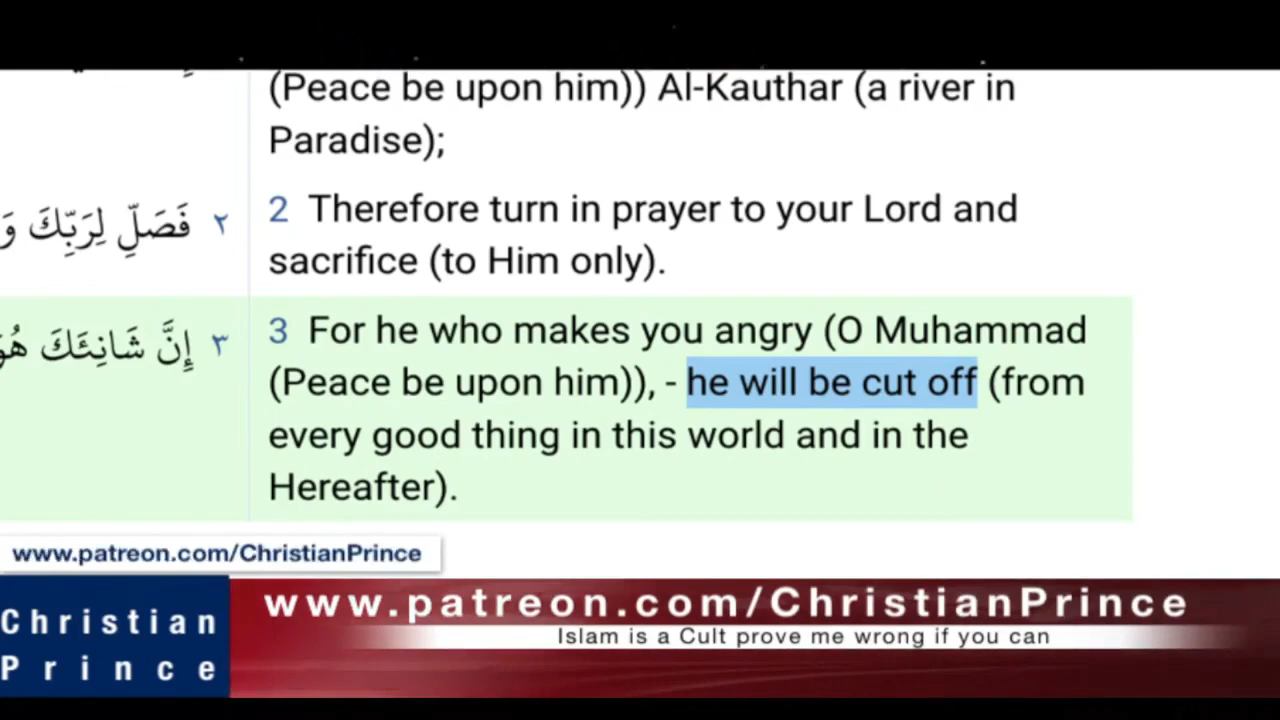 (Peace be upon him)) Al-Kauthar (a river in
Paradise);
فَصَلِّ لِرَبِّكَ ٢
2 Therefore turn in prayer to your Lord and
sacrifice (to Him only).
إِنَّ شَانِئَكَ ٣
3 For he who makes you angry (O Muhammad
(Peace be upon him)), - he will be cut off (from
every good thing in this world and in the
Hereafter).
www.patreon.com/ChristianPrince
Christian
Prince
www.patreon.com/ChristianPrince
Islam is a Cult prove me wrong if you can